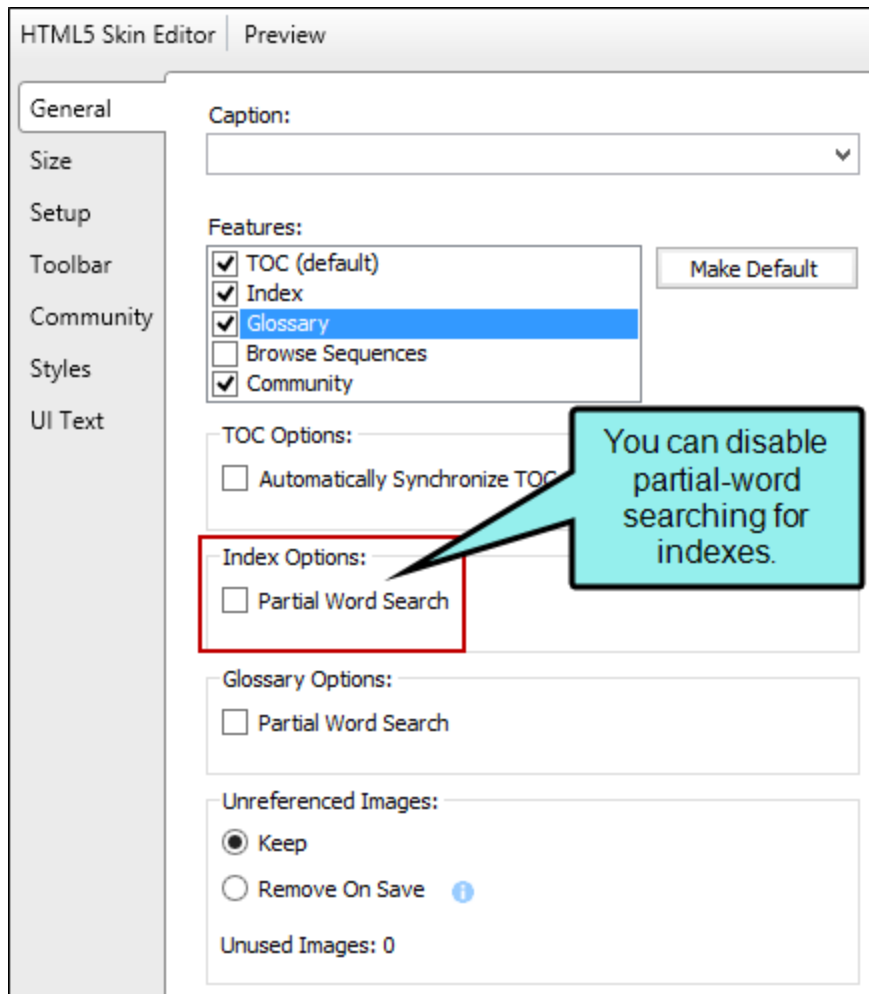 HTML5 Skin Editor Preview
General
Size
Setup
Toolbar
Community
Styles
UI Text
Caption:
Features:
TOC (default)
Index
Glossary
Browse Sequences
Community
Make Default
TOC Options:
Automatically Synchronize TOC
You can disable
partial-word
searching for
indexes.
Index Options:
Partial Word Search
Glossary Options:
Partial Word Search
Unreferenced Images:
Keep
Remove On Save
Unused Images: 0